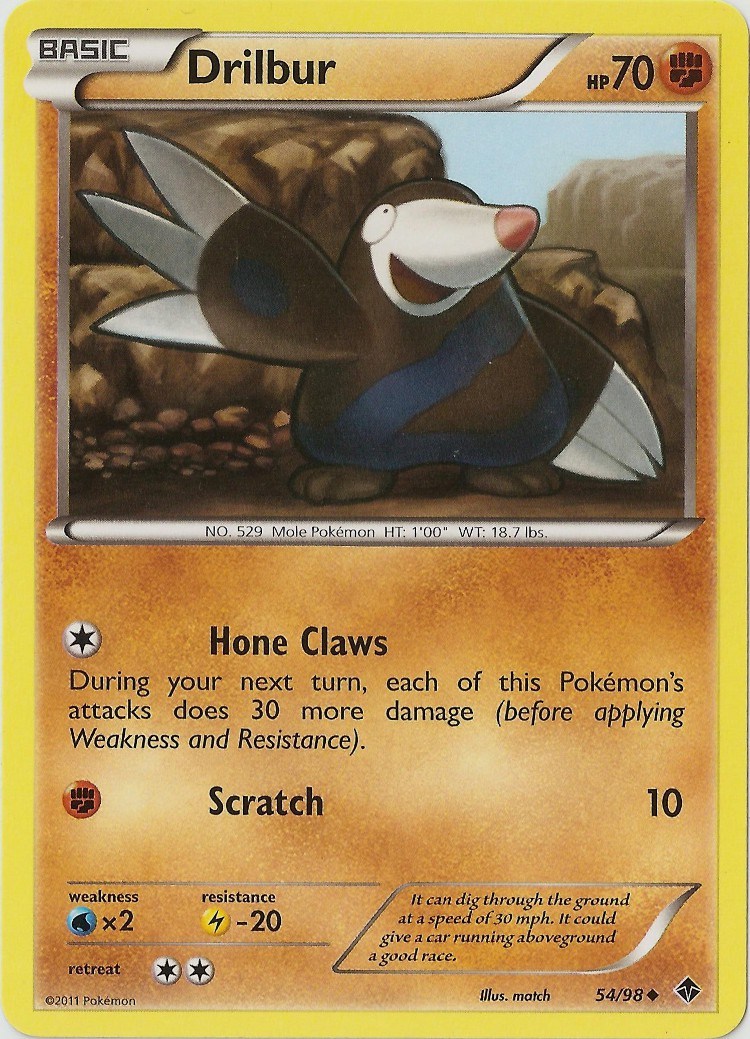 BASIC
Drilbur
HP70
NO. 529 Mole Pokémon HT: 1'00" WT: 18.7 lbs.
Hone Claws
During your next turn, each of this Pokémon's
attacks does 30 more damage (before applying
Weakness and Resistance).
Scratch 10
weakness resistance
×2 -20
It can dig through the ground
at a speed of 30 mph. It could
give a car running aboveground
a good race.
retreat
©2011 Pokémon
Illus. match 54/98